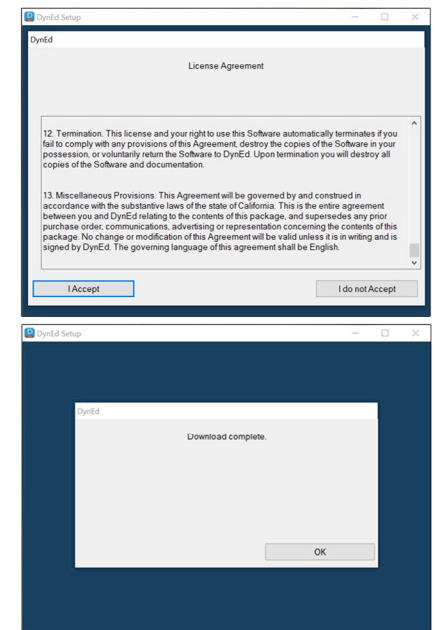 DynEd Setup
DynEd
License Agreement
12. Termination. This license and your right to use this Software automatically terminates if you
fail to comply with any provisions of this Agreement, destroy the copies of the Software in your
possession, or voluntarily return the Software to DynEd. Upon termination you will destroy all
copies of the Software and documentation.
13. Miscellaneous Provisions. This Agreement will be governed by and construed in
accordance with the substantive laws of the state of California. This is the entire agreement
between you and DynEd relating to the contents of this package, and supersedes any prior
purchase order, communications, advertising or representation concerning the contents of this
package. No change or modification of this Agreement will be valid unless it is in writing and is
signed by DynEd. The governing language of this agreement shall be English.
I Accept
I do not Accept
DynEd Setup
DynEd
Download complete.
OK